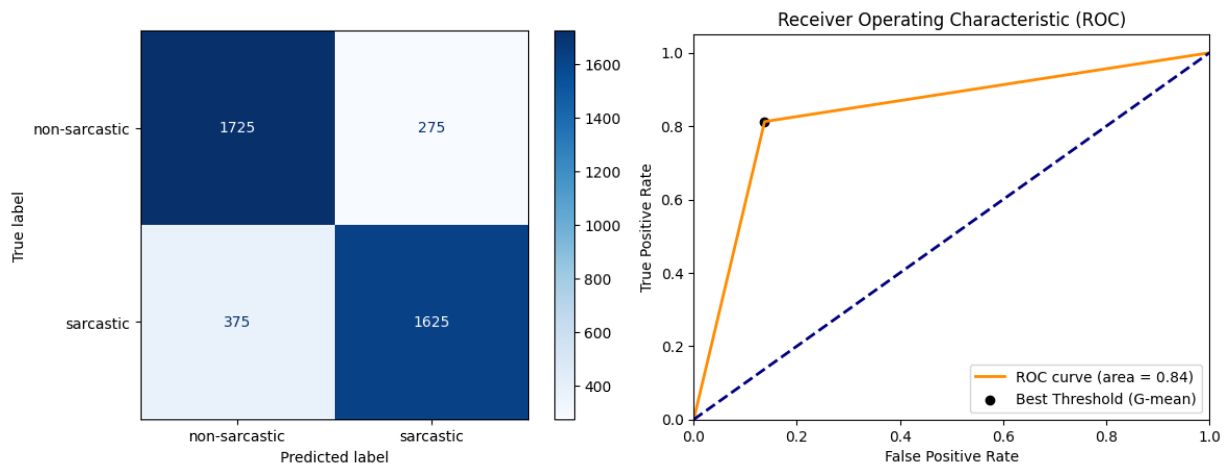 True label
non-sarcastic
sarcastic
1725
275
375
1625
non-sarcastic
sarcastic
Predicted label
1600
1400
1200
1000
800
600
400
Receiver Operating Characteristic (ROC)
True Positive Rate
1.0
0.8
0.6
0.4
0.2
0.0
ROC curve (area = 0.84)
Best Threshold (G-mean)
0.0
0.2
0.4
0.6
0.8
1.0
False Positive Rate